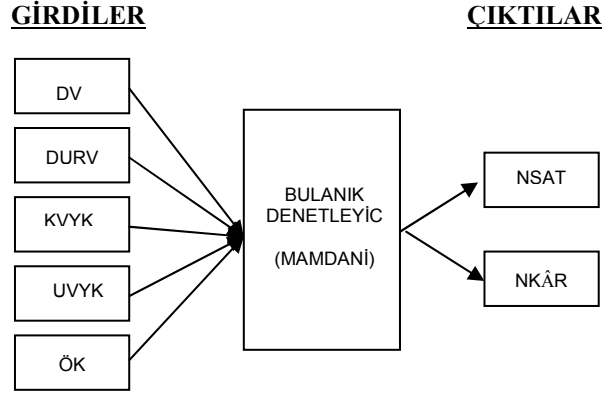 GİRDİLER
ÇIKTILAR
DV
DURV
KVYK
UVYK
ÖK
BULANIK
DENETLEYİC
(MAMDANİ)
NSAT
NKÂR